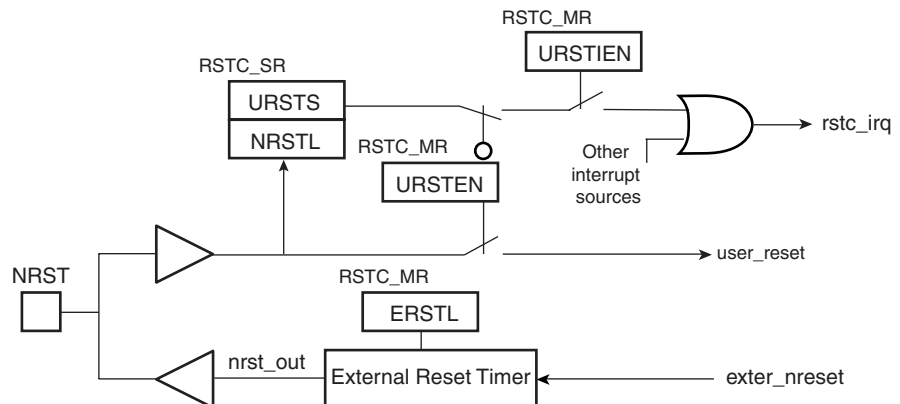 RSTC_MR
URSTIEN
RSTC_SR
URSTS
NRSTL
rstc_irq
RSTC_MR
Other
interrupt
sources
URSTEN
user_reset
NRST
RSTC_MR
ERSTL
nrst_out
External Reset Timer
exter_nreset